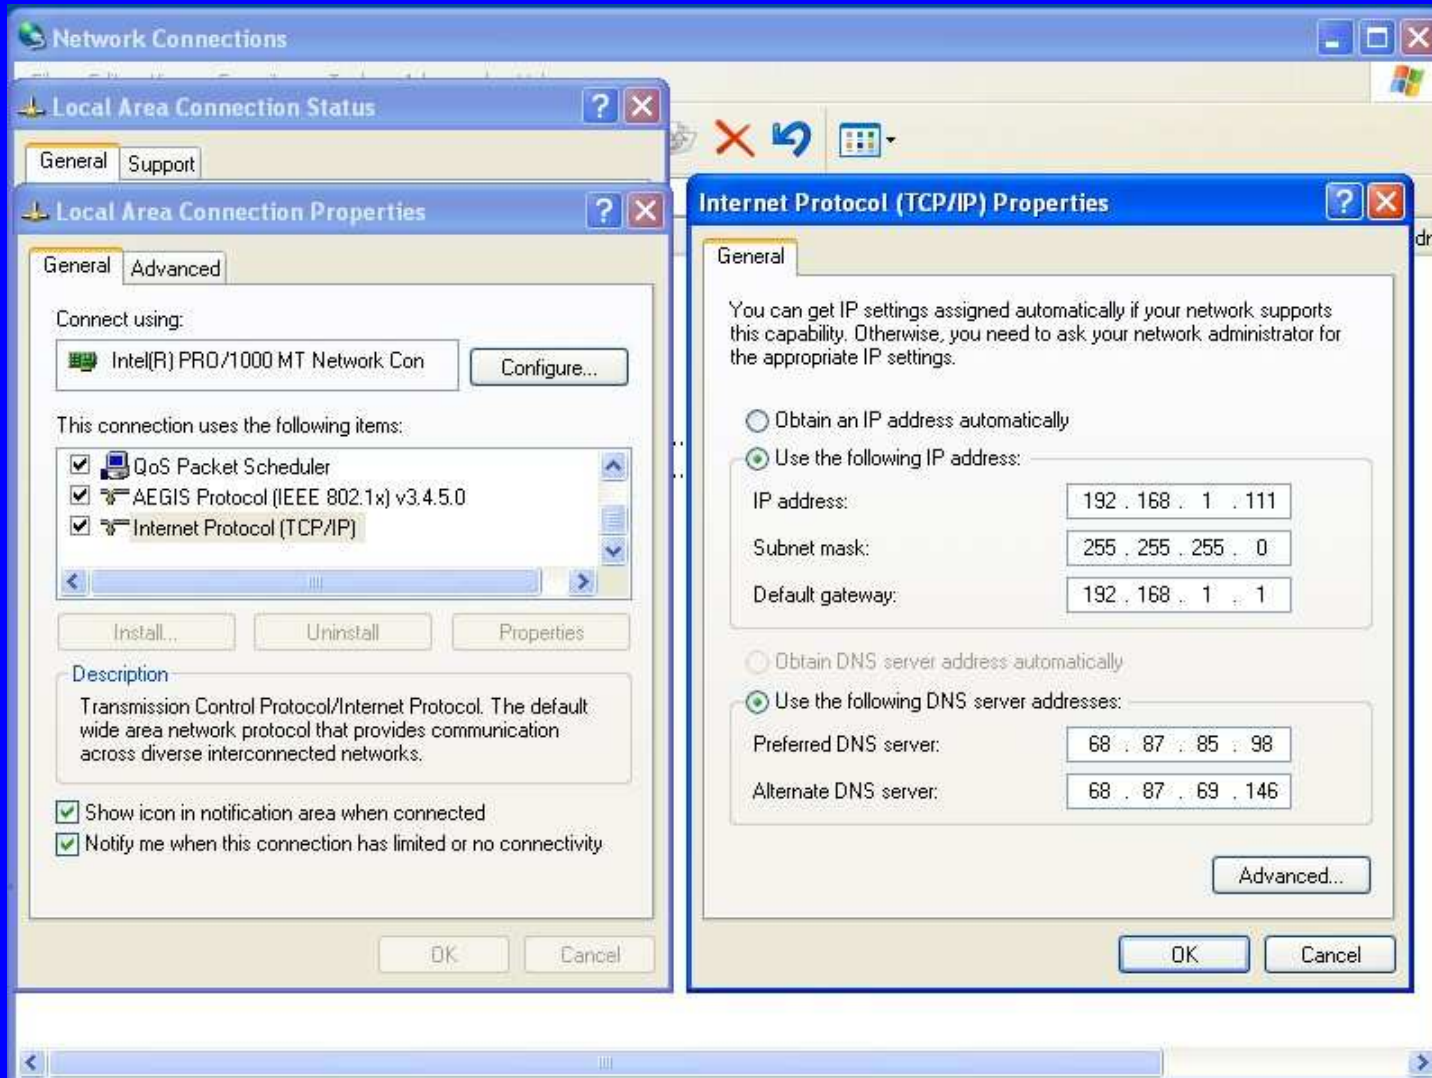 Network Connections
Local Area Connection Status
General Support
Local Area Connection Properties
General Advanced
Connect using:
Intel(R) PRO/1000 MT Network Con
Configure...
This connection uses the following items:
QoS Packet Scheduler
AEGIS Protocol (IEEE 802.1x) v3.4.5.0
Internet Protocol (TCP/IP)
Install... Uninstall Properties
Description
Transmission Control Protocol/Internet Protocol. The default
wide area network protocol that provides communication
across diverse interconnected networks.
Show icon in notification area when connected
Notify me when this connection has limited or no connectivity
OK Cancel
Internet Protocol (TCP/IP) Properties
General
You can get IP settings assigned automatically if your network supports
this capability. Otherwise, you need to ask your network administrator for
the appropriate IP settings.
Obtain an IP address automatically
Use the following IP address:
IP address: 192 . 168 . 1 . 111
Subnet mask: 255 . 255 . 255 . 0
Default gateway: 192 . 168 . 1 . 1
Obtain DNS server address automatically
Use the following DNS server addresses:
Preferred DNS server: 68 . 87 . 85 . 98
Alternate DNS server: 68 . 87 . 69 . 146
Advanced...
OK Cancel